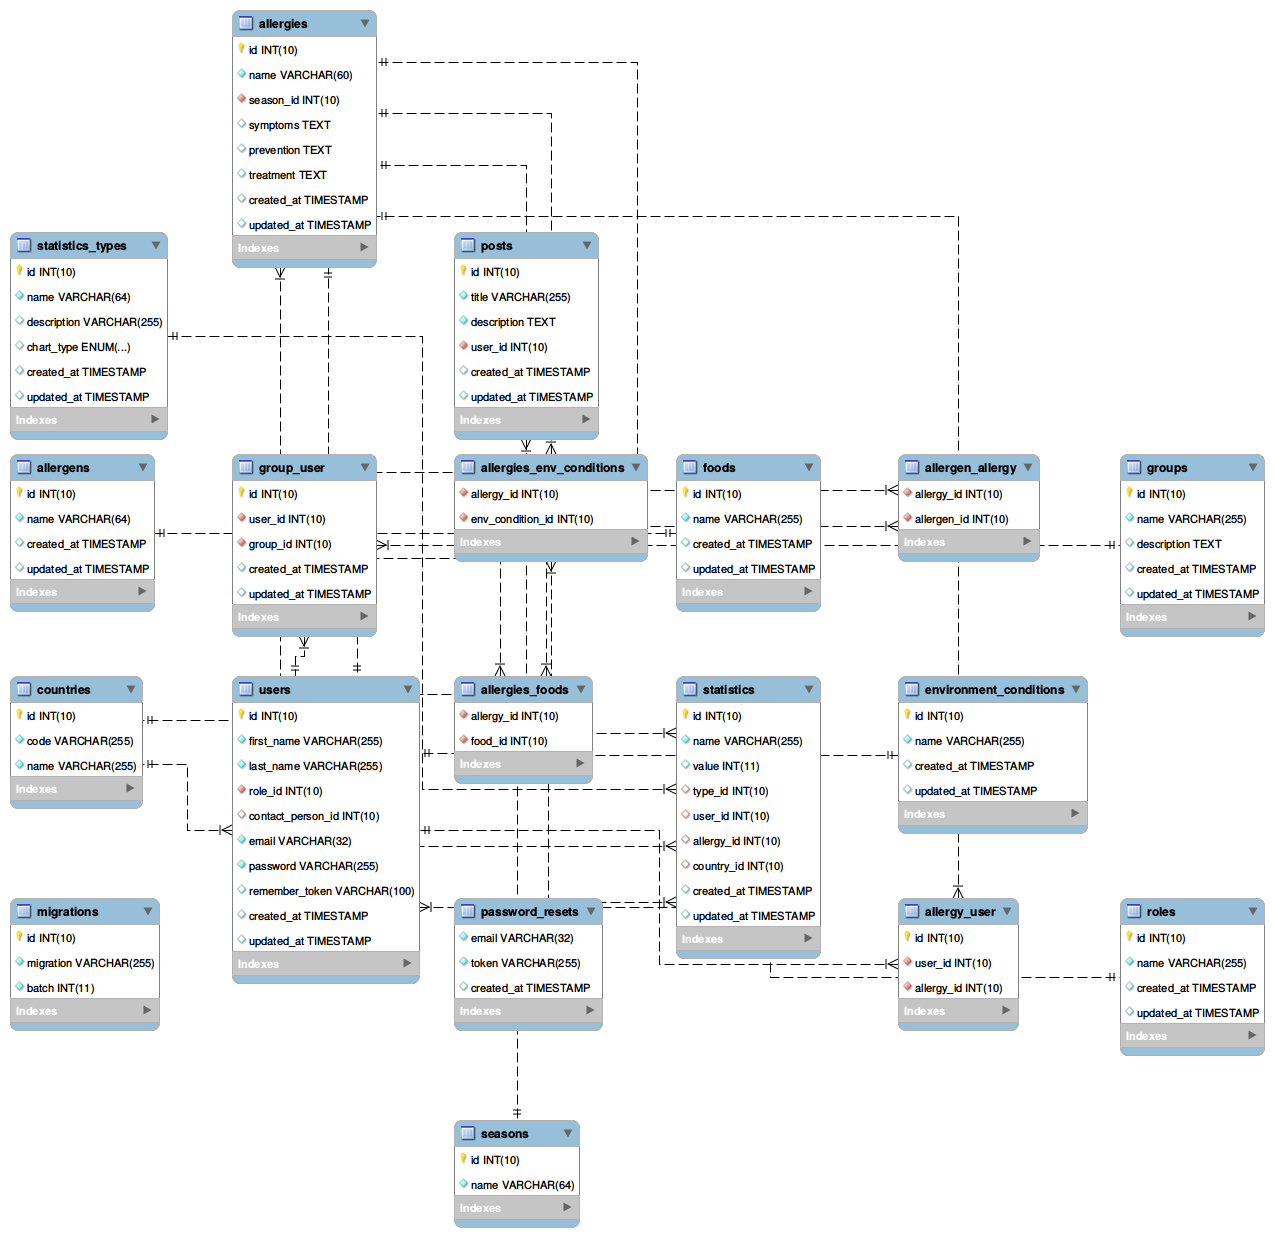 allergies
id INT(10)
name VARCHAR(60)
season_id INT(10)
symptoms TEXT
prevention TEXT
treatment TEXT
created_at TIMESTAMP
updated_at TIMESTAMP
Indexes
statistics_types
id INT(10)
name VARCHAR(64)
description VARCHAR(255)
chart_type ENUM(...)
created_at TIMESTAMP
updated_at TIMESTAMP
Indexes
posts
id INT(10)
title VARCHAR(255)
description TEXT
user_id INT(10)
created_at TIMESTAMP
updated_at TIMESTAMP
Indexes
allergens
id INT(10)
name VARCHAR(64)
created_at TIMESTAMP
updated_at TIMESTAMP
Indexes
group_user
id INT(10)
user_id INT(10)
group_id INT(10)
created_at TIMESTAMP
updated_at TIMESTAMP
Indexes
allergies_env_conditions
allergy_id INT(10)
env_condition_id INT(10)
Indexes
foods
id INT(10)
name VARCHAR(255)
created_at TIMESTAMP
updated_at TIMESTAMP
Indexes
allergen_allergy
allergy_id INT(10)
allergen_id INT(10)
Indexes
groups
id INT(10)
name VARCHAR(255)
description TEXT
created_at TIMESTAMP
updated_at TIMESTAMP
Indexes
countries
id INT(10)
code VARCHAR(255)
name VARCHAR(255)
Indexes
users
id INT(10)
first_name VARCHAR(255)
last_name VARCHAR(255)
role_id INT(10)
contact_person_id INT(10)
email VARCHAR(32)
password VARCHAR(255)
remember_token VARCHAR(100)
created_at TIMESTAMP
updated_at TIMESTAMP
Indexes
allergies_foods
allergy_id INT(10)
food_id INT(10)
Indexes
statistics
id INT(10)
name VARCHAR(255)
value INT(11)
type_id INT(10)
user_id INT(10)
allergy_id INT(10)
country_id INT(10)
created_at TIMESTAMP
updated_at TIMESTAMP
Indexes
environment_conditions
id INT(10)
name VARCHAR(255)
created_at TIMESTAMP
updated_at TIMESTAMP
Indexes
migrations
id INT(10)
migration VARCHAR(255)
batch INT(11)
Indexes
password_resets
email VARCHAR(32)
token VARCHAR(255)
created_at TIMESTAMP
Indexes
allergy_user
id INT(10)
user_id INT(10)
allergy_id INT(10)
Indexes
roles
id INT(10)
name VARCHAR(255)
created_at TIMESTAMP
updated_at TIMESTAMP
Indexes
seasons
id INT(10)
name VARCHAR(64)
Indexes